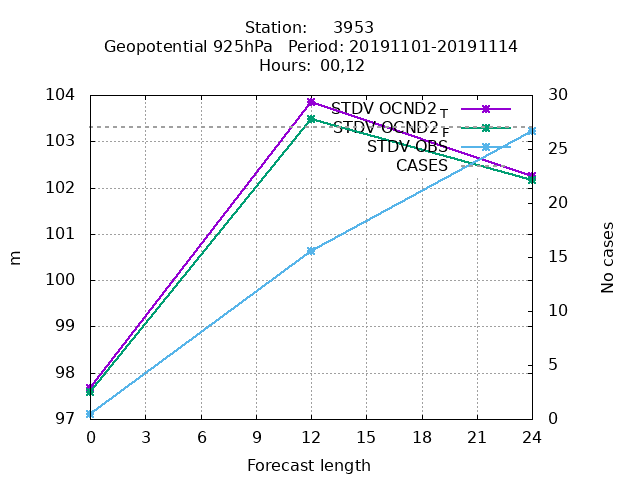 Station: 3953
Geopotential 925hPa Period: 20191101-20191114
Hours: 00,12
104
103
102
101
100
99
98
97
m
30
25
20
15
10
5
0
No cases
STDV OCND2 T
STDV OCND2 F
STDV OBS
CASES
0 3 6 9 12 15 18 21 24
Forecast length